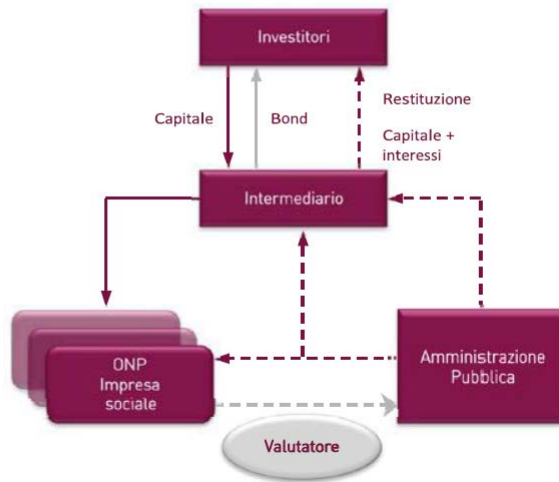 Investitori
Capitale
Bond
Restituzione
Capitale +
interessi
Intermediario
ONP
Impresa
sociale
Amministrazione
Pubblica
Valutatore